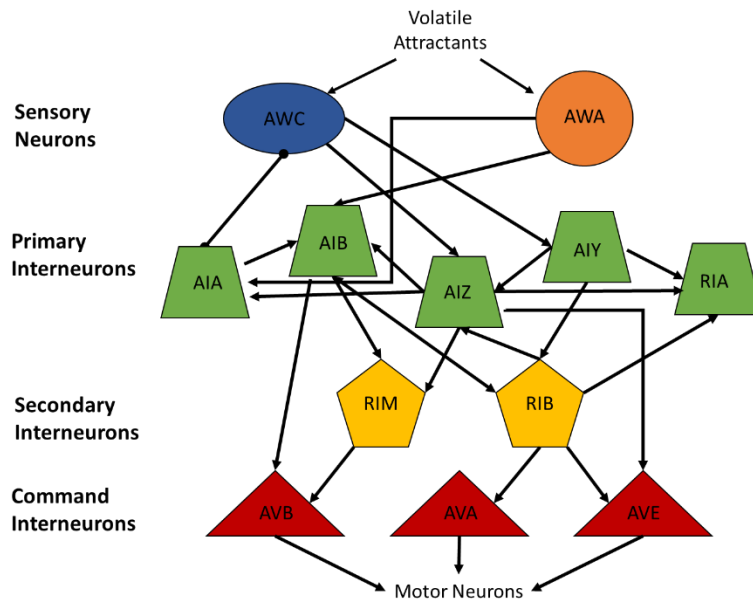 Volatile
Attractants
Sensory
Neurons
AWC
AWA
Primary
Interneurons
AIA
AIB
AIZ
AIY
RIA
Secondary
Interneurons
RIM
RIB
Command
Interneurons
AVB
AVA
AVE
Motor Neurons